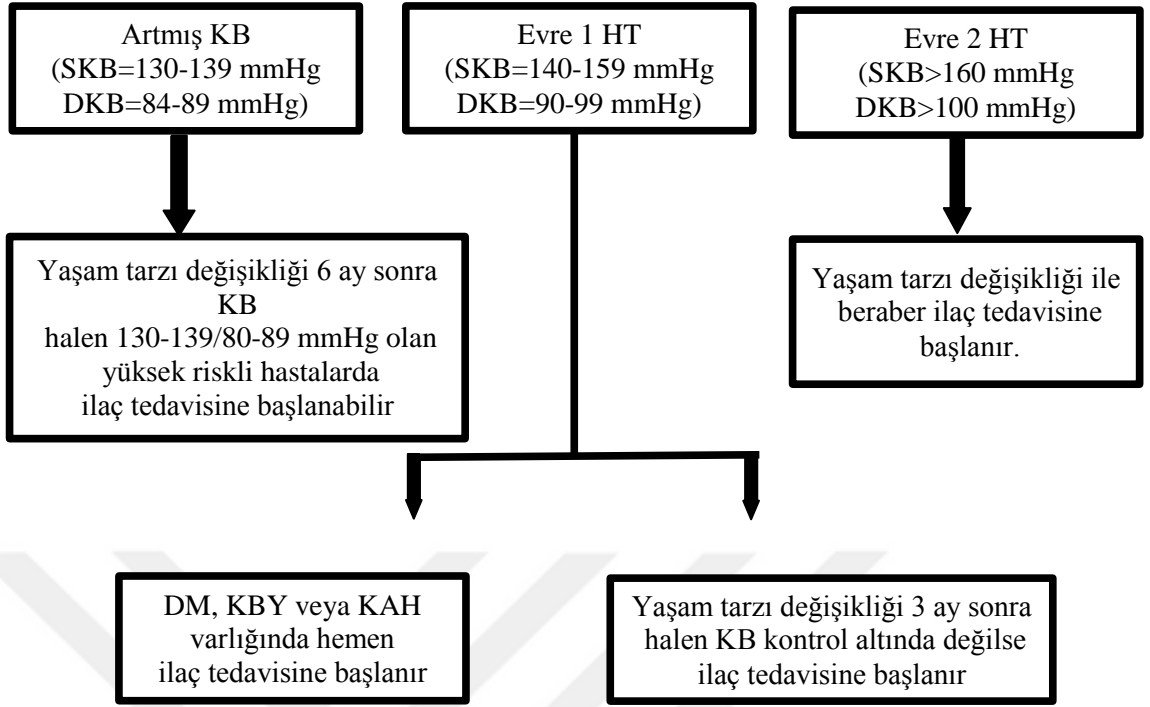 Artmış KB
(SKB=130-139 mmHg
DKB=84-89 mmHg)
Evre 1 HT
(SKB=140-159 mmHg
DKB=90-99 mmHg)
Evre 2 HT
(SKB>160 mmHg
DKB>100 mmHg)
Yaşam tarzı değişikliği 6 ay sonra
KB
halen 130-139/80-89 mmHg olan
yüksek riskli hastalarda
ilaç tedavisine başlanabilir
Yaşam tarzı değişikliği ile
beraber ilaç tedavisine
başlanır.
DM, KBY veya KAH
varlığında hemen
ilaç tedavisine başlanır
Yaşam tarzı değişikliği 3 ay sonra
halen KB kontrol altında değilse
ilaç tedavisine başlanır